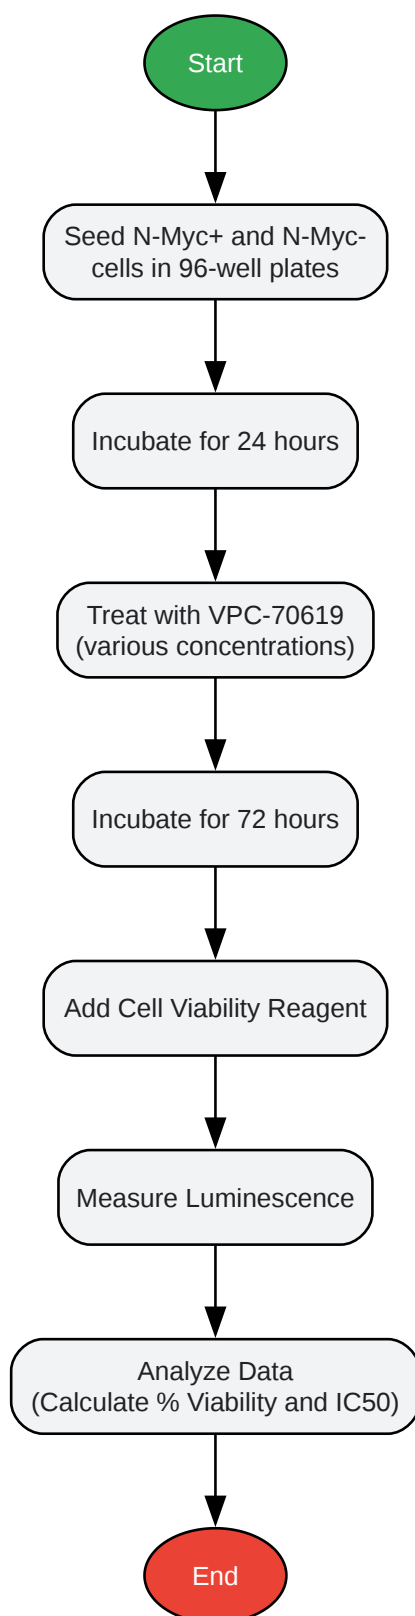 Start
Seed N-Myc+ and N-Myc-
cells in 96-well plates
Incubate for 24 hours
Treat with VPC-70619
(various concentrations)
Incubate for 72 hours
Add Cell Viability Reagent
Measure Luminescence
Analyze Data
(Calculate % Viability and IC50)
End